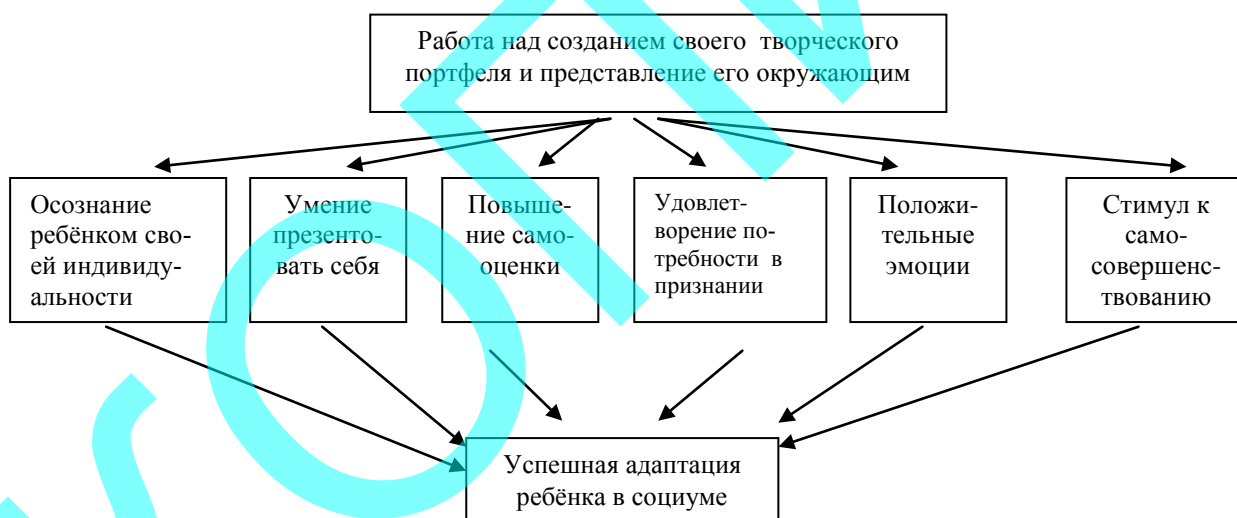 Работа над созданием своего творческого
портфеля и представление его окружающим
Осознание
ребёнком сво-
ей индивиду-
альности
Умение
презенто-
вать себя
Повыше-
ние само-
оценки
Удовлет-
ворение по-
требности в
признании
Положи-
тельные
эмоции
Стимул к
само-
совершенс-
твованию
Успешная адаптация
ребёнка в социуме